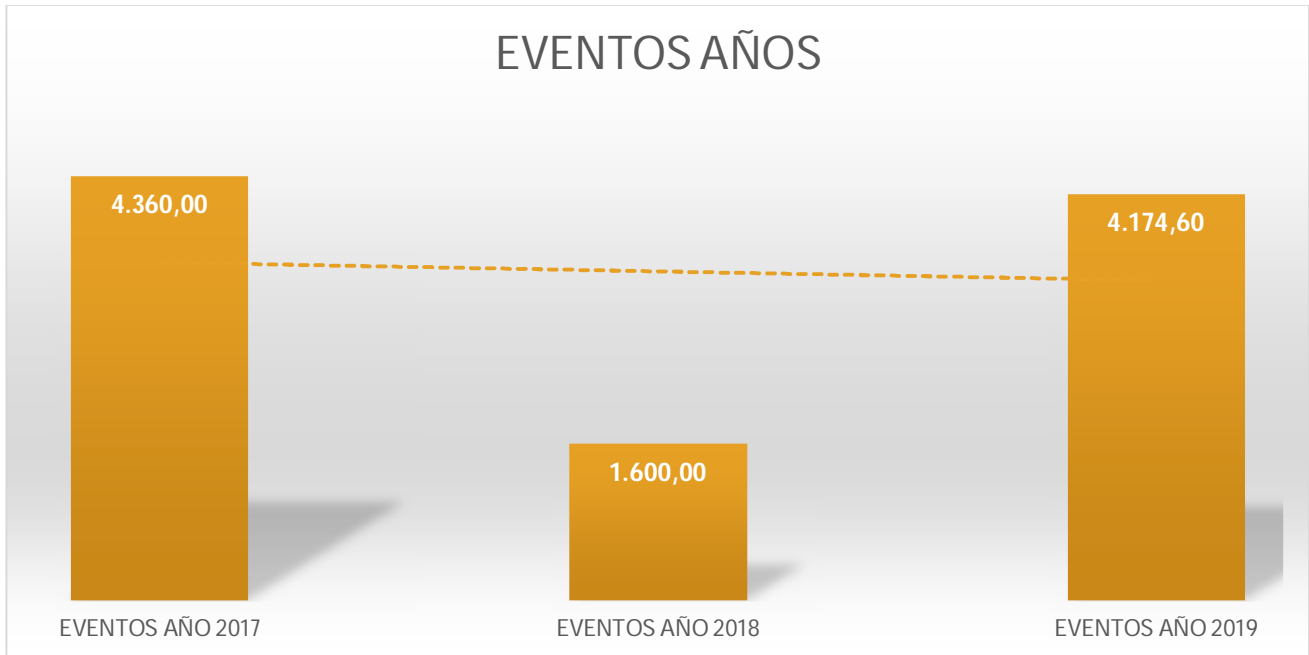 EVENTOS AÑOS
4.360,00
4.174,60
1.600,00
EVENTOS AÑO 2017
EVENTOS AÑO 2018
EVENTOS AÑO 2019